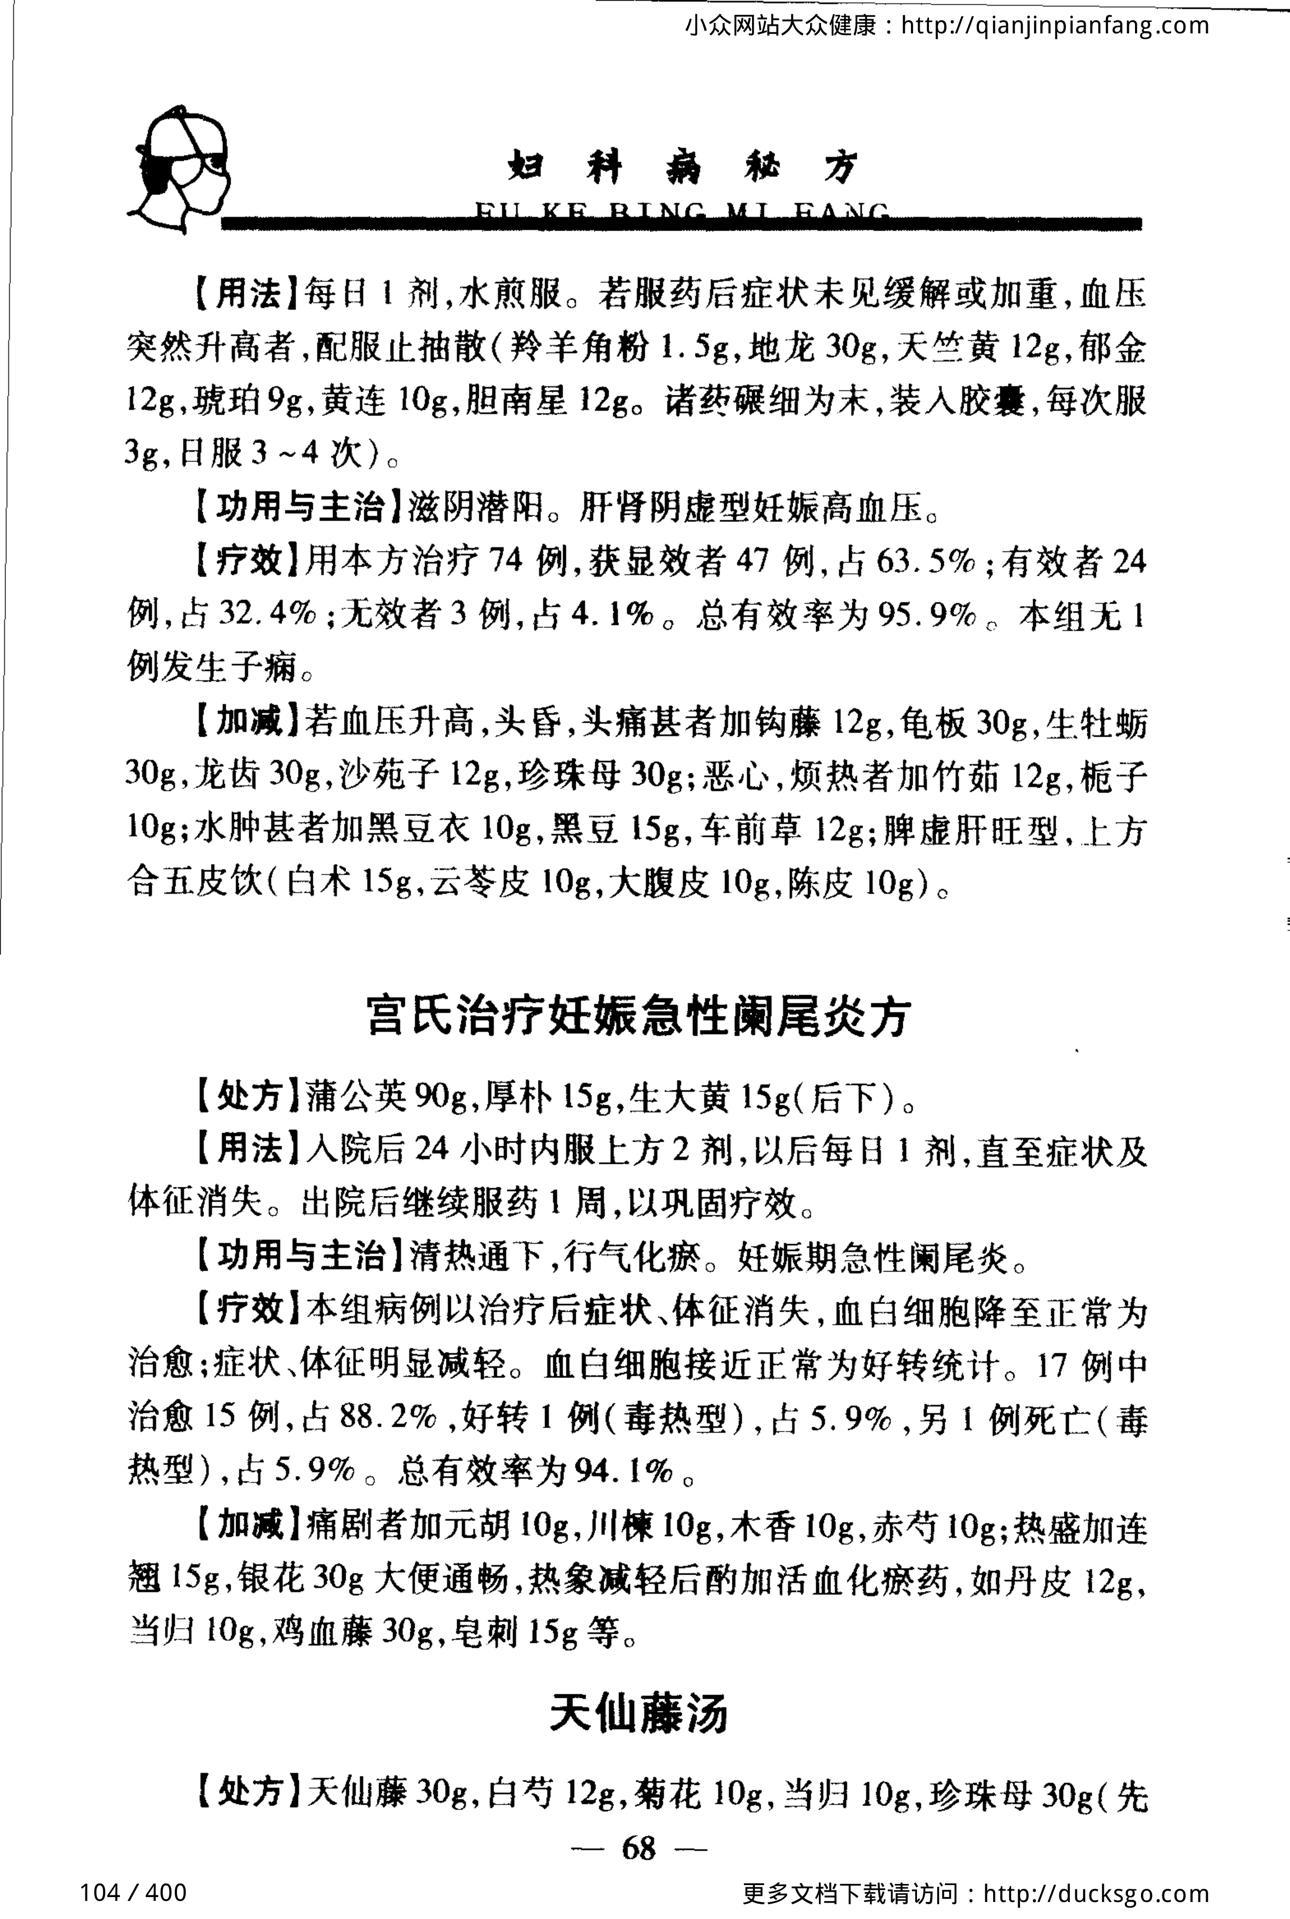 小众网站大众健康：http://qianjinpianfang.com
妇科病秘方
FU KE BING MI FANG
【用法】每日1剂,水煎服。若服药后症状未见缓解或加重,血压
突然升高者,配服止抽散(羚羊角粉1.5g,地龙30g,天竺黄12g,郁金
12g,琥珀9g,黄连10g,胆南星12g。诸药碾细为末,装入胶囊,每次服
3g,日服3~4次)。
【功用与主治】滋阴潜阳。肝肾阴虚型妊娠高血压。
【疗效】用本方治疗74例,获显效者47例,占63.5%;有效者24
例,占32.4%;无效者3例,占4.1%。总有效率为95.9%。本组无1
例发生子痫。
【加减】若血压升高,头昏,头痛甚者加钩藤12g,龟板30g,生牡蛎
30g,龙齿30g,沙苑子12g,珍珠母30g;恶心,烦热者加竹茹12g,栀子
10g;水肿甚者加黑豆衣10g,黑豆15g,车前草12g;脾虚肝旺型,上方
合五皮饮(白术15g,云苓皮10g,大腹皮10g,陈皮10g)。
宫氏治疗妊娠急性阑尾炎方
【处方】蒲公英90g,厚朴15g,生大黄15g(后下)。
【用法】入院后24小时内服上方2剂,以后每日1剂,直至症状及
体征消失。出院后继续服药1周,以巩固疗效。
【功用与主治】清热通下,行气化瘀。妊娠期急性阑尾炎。
【疗效】本组病例以治疗后症状、体征消失,血白细胞降至正常为
治愈;症状、体征明显减轻。血白细胞接近正常为好转统计。17例中
治愈15例,占88.2%,好转1例(毒热型),占5.9%,另1例死亡(毒
热型),占5.9%。总有效率为94.1%。
【加减】痛剧者加元胡10g,川楝10g,木香10g,赤芍10g;热盛加连
翘15g,银花30g大便通畅,热象减轻后酌加活血化瘀药,如丹皮12g,
当归10g,鸡血藤30g,皂刺15g等。
天仙藤汤
【处方】天仙藤30g,白芍12g,菊花10g,当归10g,珍珠母30g(先
— 68 —
104 / 400
更多文档下载请访问：http://ducksgo.com